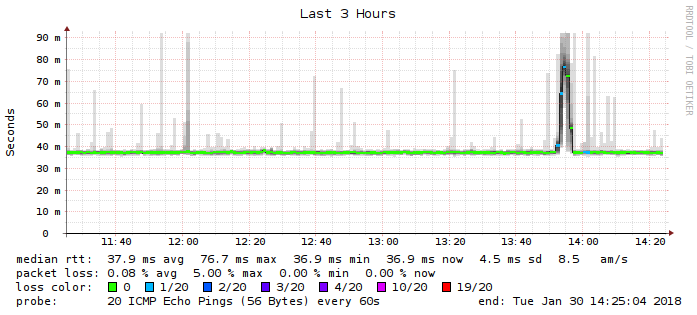 Last 3 Hours
RRDTOOL / TOBI OETIKER
Seconds
90 m
80 m
70 m
60 m
50 m
40 m
30 m
20 m
10 m
0
11:40 12:00 12:20 12:40 13:00 13:20 13:40 14:00 14:20
median rtt: 37.9 ms avg 76.7 ms max 36.9 ms min 36.9 ms now 4.5 ms sd 8.5 am/s
packet loss: 0.08 % avg 5.00 % max 0.00 % min 0.00 % now
loss color: 0 1/20 2/20 3/20 4/20 10/20 19/20
probe: 20 ICMP Echo Pings (56 Bytes) every 60s end: Tue Jan 30 14:25:04 2018